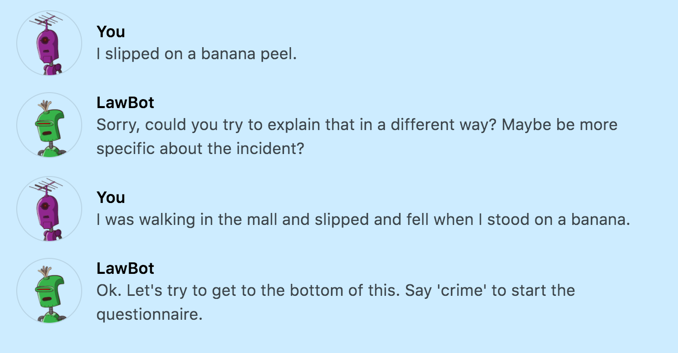 You
I slipped on a banana peel.
LawBot
Sorry, could you try to explain that in a different way? Maybe be more
specific about the incident?
You
I was walking in the mall and slipped and fell when I stood on a banana.
LawBot
Ok. Let's try to get to the bottom of this. Say 'crime' to start the
questionnaire.